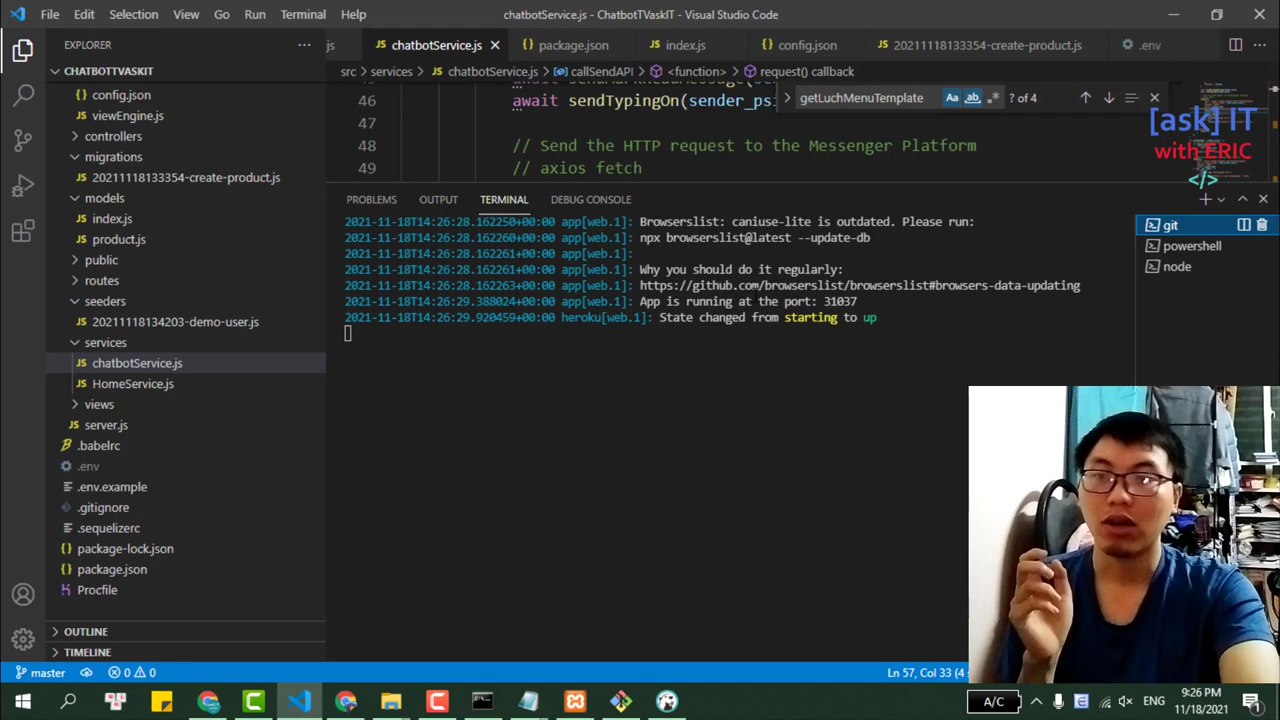 File Edit Selection View Go Run Terminal Help
chatbotService.js - ChatbotTVaskIT - Visual Studio Code
EXPLORER
js
chatbotService.js
package.json
index.js
config.json
20211118133354-create-product.js
.env
CHATBOTTVASKIT
src > services > chatbotService.js > callSendAPI > <function> > request() callback
config.json
viewEngine.js
controllers
migrations
20211118133354-create-product.js
models
index.js
product.js
public
routes
seeders
20211118134203-demo-user.js
services
chatbotService.js
HomeService.js
views
server.js
.babelrc
.env
.env.example
.gitignore
.sequelizerc
package-lock.json
package.json
Procfile
OUTLINE
TIMELINE
getLuchMenuTemplate
Aa
ab
? of 4
46 await sendTypingOn(sender_psi
47
48 // Send the HTTP request to the Messenger Platform
49 // axios fetch
[ask] IT
with ERIC
</>
PROBLEMS OUTPUT TERMINAL DEBUG CONSOLE
2021-11-18T14:26:28.162250+00:00 app[web.1]: Browserslist: caniuse-lite is outdated. Please run:
2021-11-18T14:26:28.162260+00:00 app[web.1]: npx browserslist@latest --update-db
2021-11-18T14:26:28.162261+00:00 app[web.1]:
2021-11-18T14:26:28.162261+00:00 app[web.1]: Why you should do it regularly:
2021-11-18T14:26:28.162263+00:00 app[web.1]: https://github.com/browserslist/browserslist#browsers-data-updating
2021-11-18T14:26:29.388024+00:00 app[web.1]: App is running at the port: 31037
2021-11-18T14:26:29.920459+00:00 heroku[web.1]: State changed from starting to up
git
powershell
node
master
0
0
Ln 57, Col 33 (4
A/C
ENG
9:26 PM
11/18/2021
1